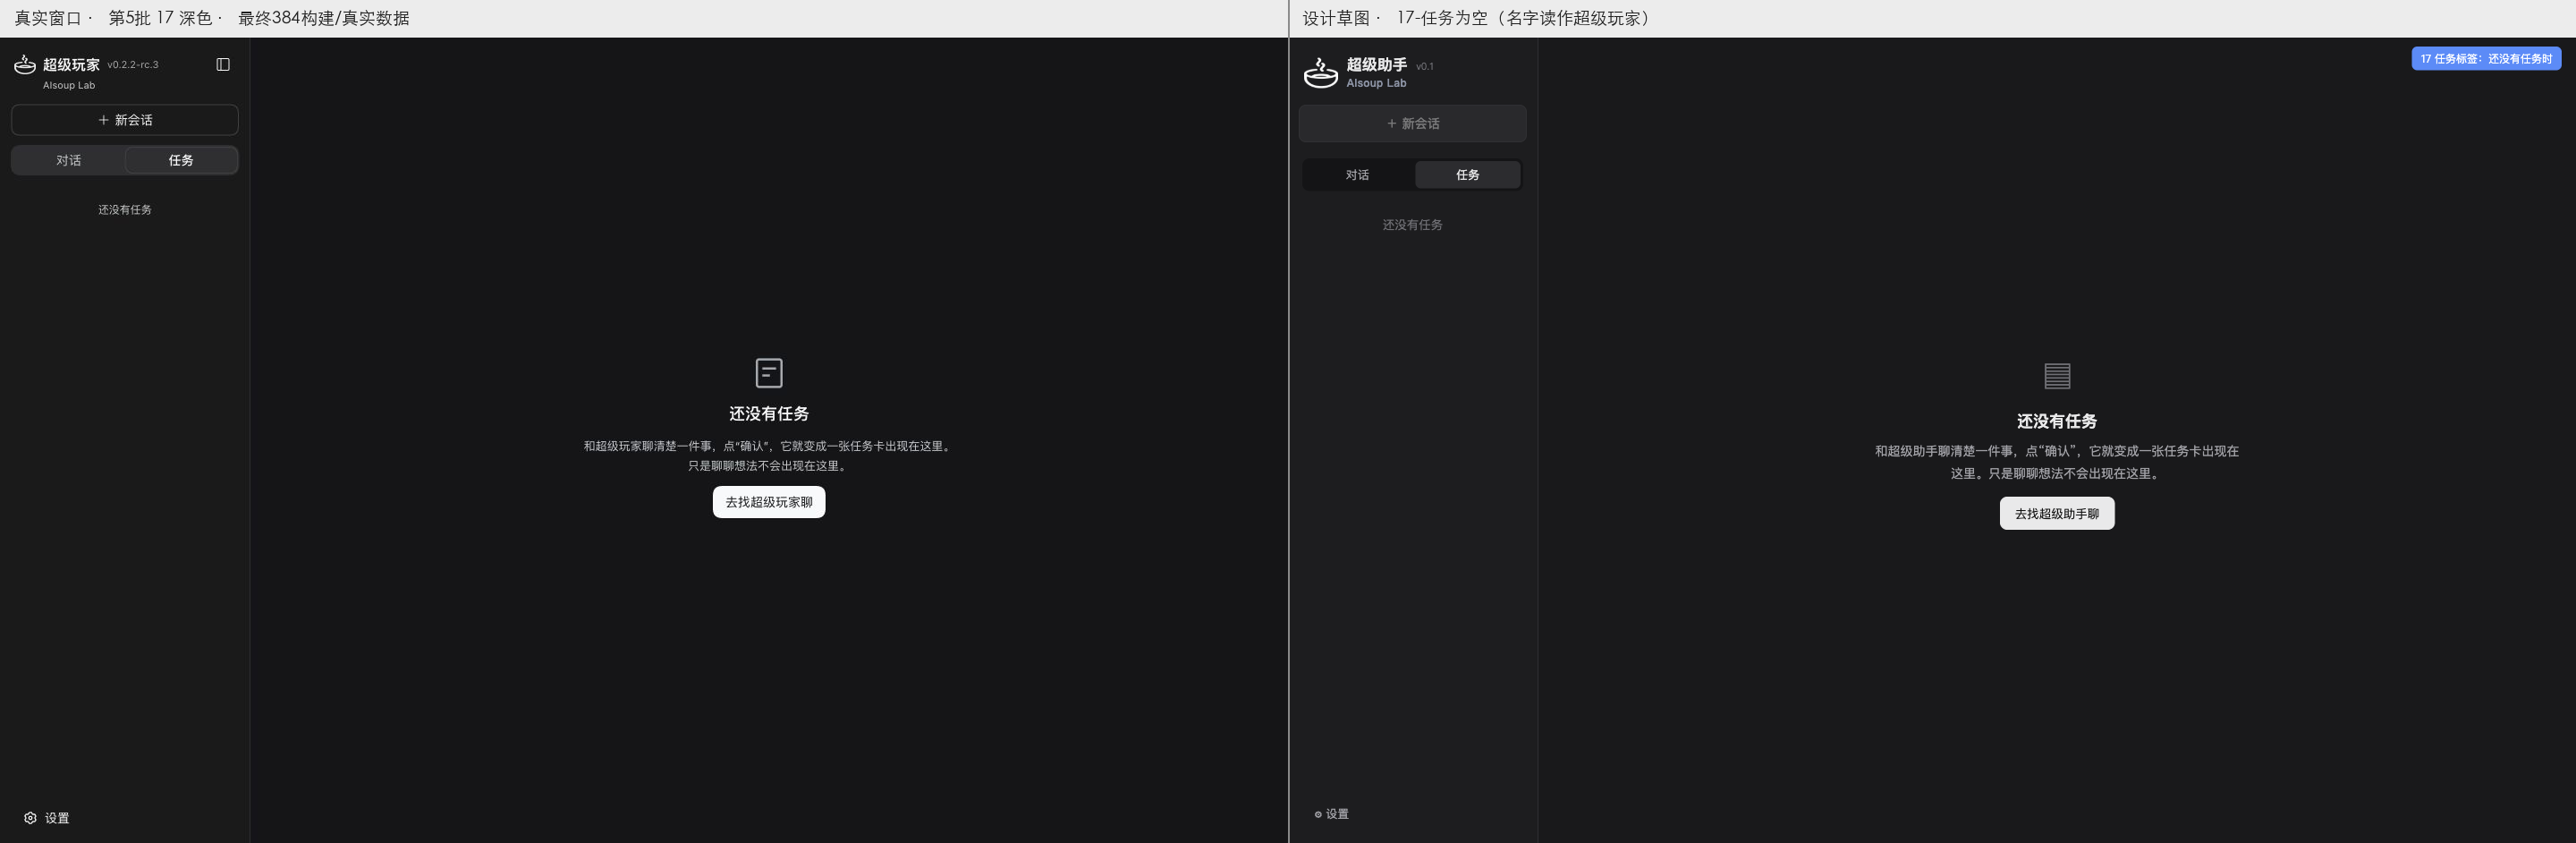 真实窗口 · 第5批 17 深色 · 最终384构建/真实数据
超级玩家 v0.2.2-rc.3
AIsoup Lab
＋ 新会话
对话 任务
还没有任务
还没有任务
和超级玩家聊清楚一件事，点“确认”，它就变成一张任务卡出现在这里。
只是聊聊想法不会出现在这里。
去找超级玩家聊
设置
设计草图 · 17-任务为空（名字读作超级玩家）
17 任务标签：还没有任务时
超级助手 v0.1
AIsoup Lab
＋ 新会话
对话 任务
还没有任务
还没有任务
和超级助手聊清楚一件事，点“确认”，它就变成一张任务卡出现在
这里。只是聊聊想法不会出现在这里。
去找超级助手聊
设置